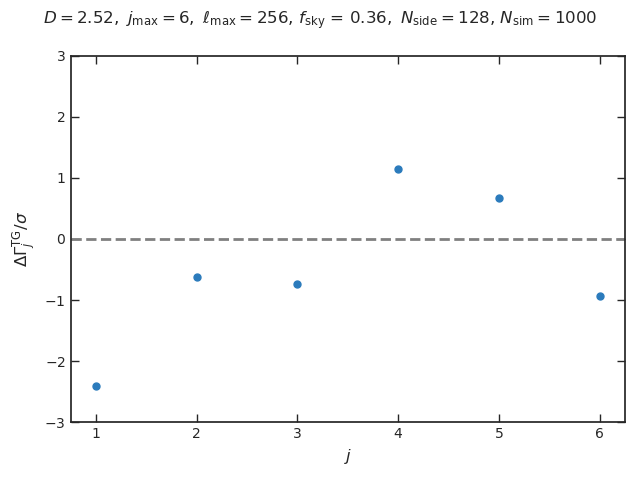 D = 2.52, j_max = 6, ℓ_max = 256, f_sky = 0.36, N_side = 128, N_sim = 1000
3
2
1
0
−1
−2
−3
ΔΓ_j^TG/σ
1 2 3 4 5 6
j